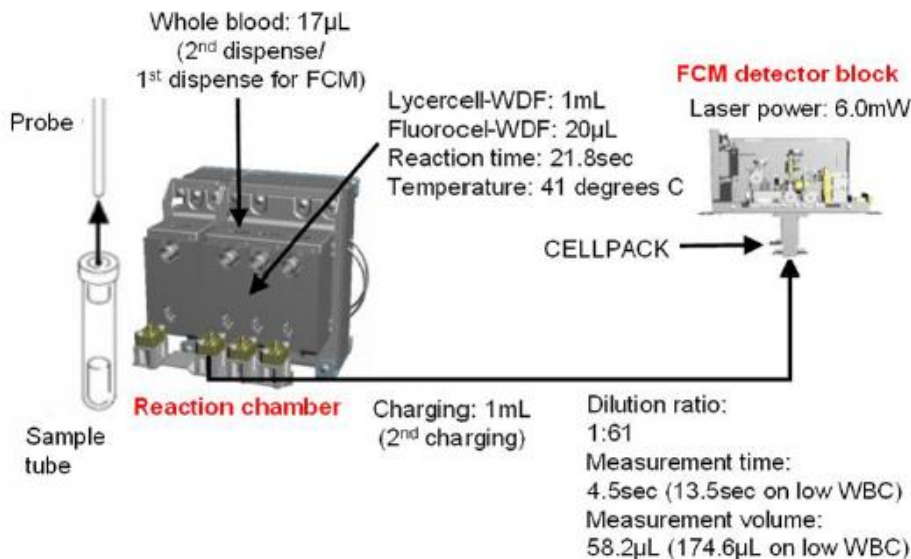 Whole blood: 17µL
(2nd dispense/
1st dispense for FCM)
Probe
Lycercell-WDF: 1mL
Fluorocel-WDF: 20µL
Reaction time: 21.8sec
Temperature: 41 degrees C
FCM detector block
Laser power: 6.0mW
CELLPACK
Reaction chamber
Sample
tube
Charging: 1mL
(2nd charging)
Dilution ratio:
1:61
Measurement time:
4.5sec (13.5sec on low WBC)
Measurement volume:
58.2µL (174.6µL on low WBC)